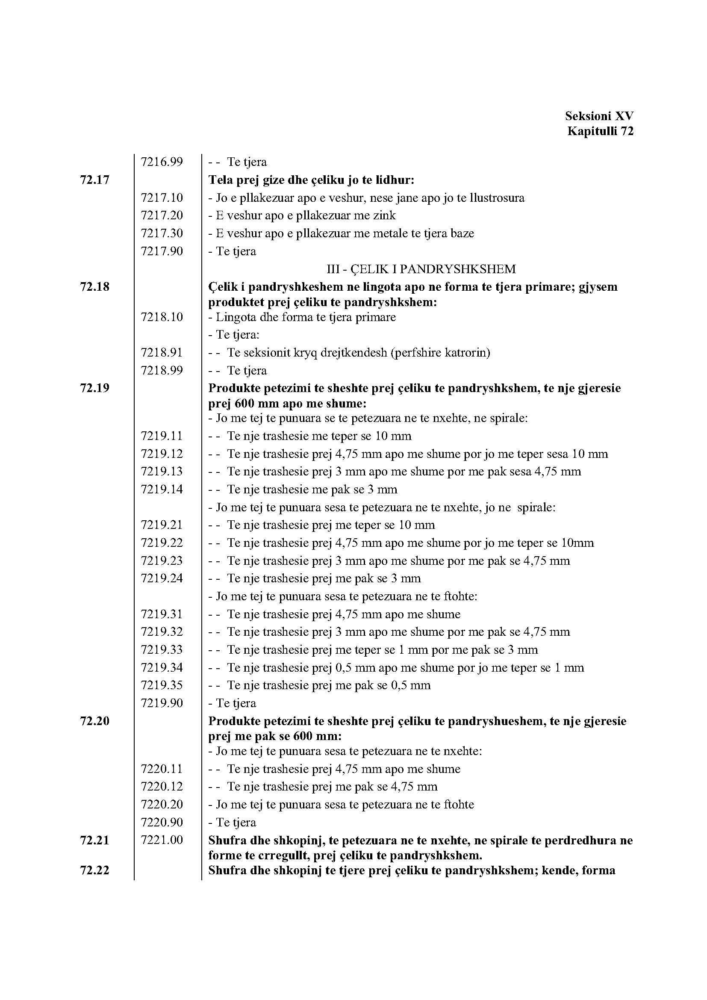 Seksioni XV
Kapitulli 72
7216.99 - - Te tjera
72.17 Tela prej gize dhe çeliku jo te lidhur:
7217.10 - Jo e pllakezuar apo e veshur, nese jane apo jo te llustrosura
7217.20 - E veshur apo e pllakezuar me zink
7217.30 - E veshur apo e pllakezuar me metale te tjera baze
7217.90 - Te tjera
III - ÇELIK I PANDRYSHKSHEM
72.18 Çelik i pandryshkeshem ne lingota apo ne forma te tjera primare; gjysem
produktet prej çeliku te pandryshkshem:
7218.10 - Lingota dhe forma te tjera primare
- Te tjera:
7218.91 - - Te seksionit kryq drejtkendesh (perfshire katrorin)
7218.99 - - Te tjera
72.19 Produkte petezimi te sheshte prej çeliku te pandryshkshem, te nje gjeresie
prej 600 mm apo me shume:
- Jo me tej te punuara se te petezuara ne te nxehte, ne spirale:
7219.11 - - Te nje trashesie me teper se 10 mm
7219.12 - - Te nje trashesie prej 4,75 mm apo me shume por jo me teper sesa 10 mm
7219.13 - - Te nje trashesie prej 3 mm apo me shume por me pak sesa 4,75 mm
7219.14 - - Te nje trashesie me pak se 3 mm
- Jo me tej te punuara sesa te petezuara ne te nxehte, jo ne spirale:
7219.21 - - Te nje trashesie prej me teper se 10 mm
7219.22 - - Te nje trashesie prej 4,75 mm apo me shume por jo me teper se 10mm
7219.23 - - Te nje trashesie prej 3 mm apo me shume por me pak se 4,75 mm
7219.24 - - Te nje trashesie prej me pak se 3 mm
- Jo me tej te punuara sesa te petezuara ne te ftohte:
7219.31 - - Te nje trashesie prej 4,75 mm apo me shume
7219.32 - - Te nje trashesie prej 3 mm apo me shume por me pak se 4,75 mm
7219.33 - - Te nje trashesie prej me teper se 1 mm por me pak se 3 mm
7219.34 - - Te nje trashesie prej 0,5 mm apo me shume por jo me teper se 1 mm
7219.35 - - Te nje trashesie prej me pak se 0,5 mm
7219.90 - Te tjera
72.20 Produkte petezimi te sheshte prej çeliku te pandryshueshem, te nje gjeresie
prej me pak se 600 mm:
- Jo me tej te punuara sesa te petezuara ne te nxehte:
7220.11 - - Te nje trashesie prej 4,75 mm apo me shume
7220.12 - - Te nje trashesie prej me pak se 4,75 mm
7220.20 - Jo me tej te punuara sesa te petezuara ne te ftohte
7220.90 - Te tjera
72.21 7221.00 Shufra dhe shkopinj, te petezuara ne te nxehte, ne spirale te perdredhura ne
forme te crregullt, prej çeliku te pandryshkshem.
72.22 Shufra dhe shkopinj te tjere prej çeliku te pandryshkshem; kende, forma